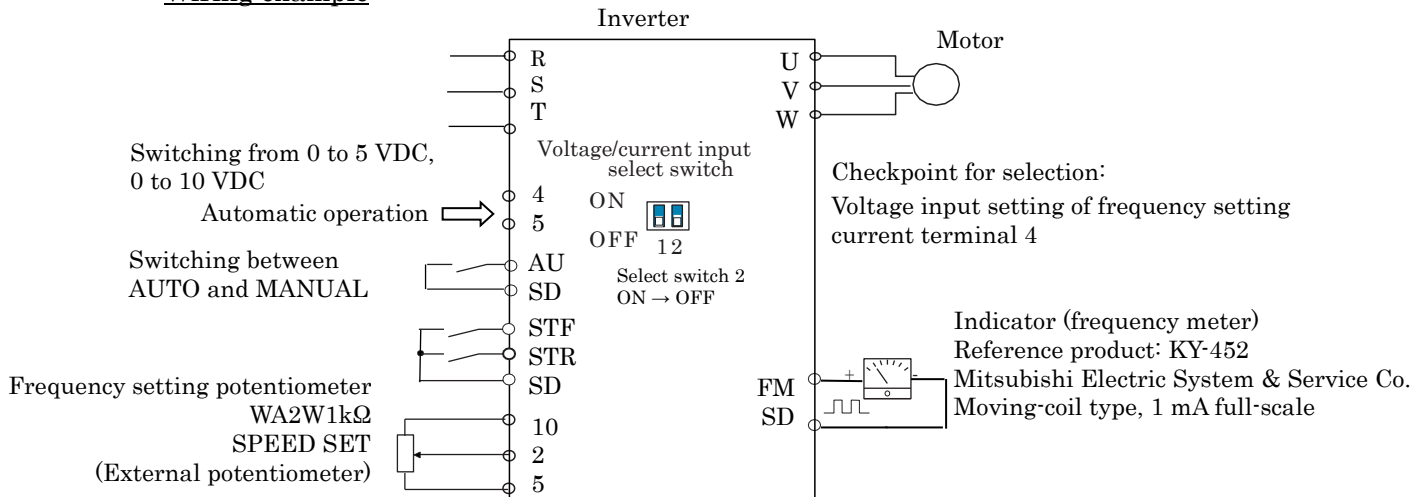 Wiring example
Inverter
Motor
R
S
T
U
V
W
Switching from 0 to 5 VDC,
0 to 10 VDC
Automatic operation
4
5
Voltage/current input
select switch
ON
OFF
1 2
Select switch 2
ON → OFF
Checkpoint for selection:
Voltage input setting of frequency setting
current terminal 4
Switching between
AUTO and MANUAL
AU
SD
STF
STR
SD
Frequency setting potentiometer
WA2W1kΩ
SPEED SET
(External potentiometer)
10
2
5
FM
SD
+
-
Indicator (frequency meter)
Reference product: KY-452
Mitsubishi Electric System & Service Co.
Moving-coil type, 1 mA full-scale